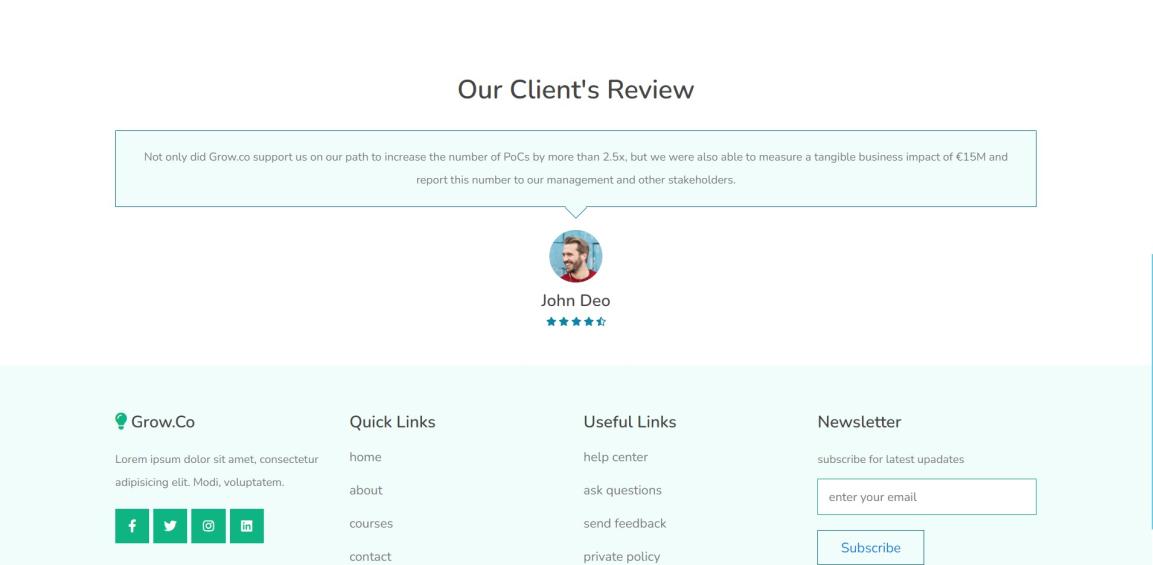 Our Client's Review
Not only did Grow.co support us on our path to increase the number of PoCs by more than 2.5x, but we were also able to measure a tangible business impact of €15M and
report this number to our management and other stakeholders.
John Deo
Grow.Co
Lorem ipsum dolor sit amet, consectetur
adipisicing elit. Modi, voluptatem.
Quick Links
home
about
courses
contact
Useful Links
help center
ask questions
send feedback
private policy
Newsletter
subscribe for latest upadates
enter your email
Subscribe